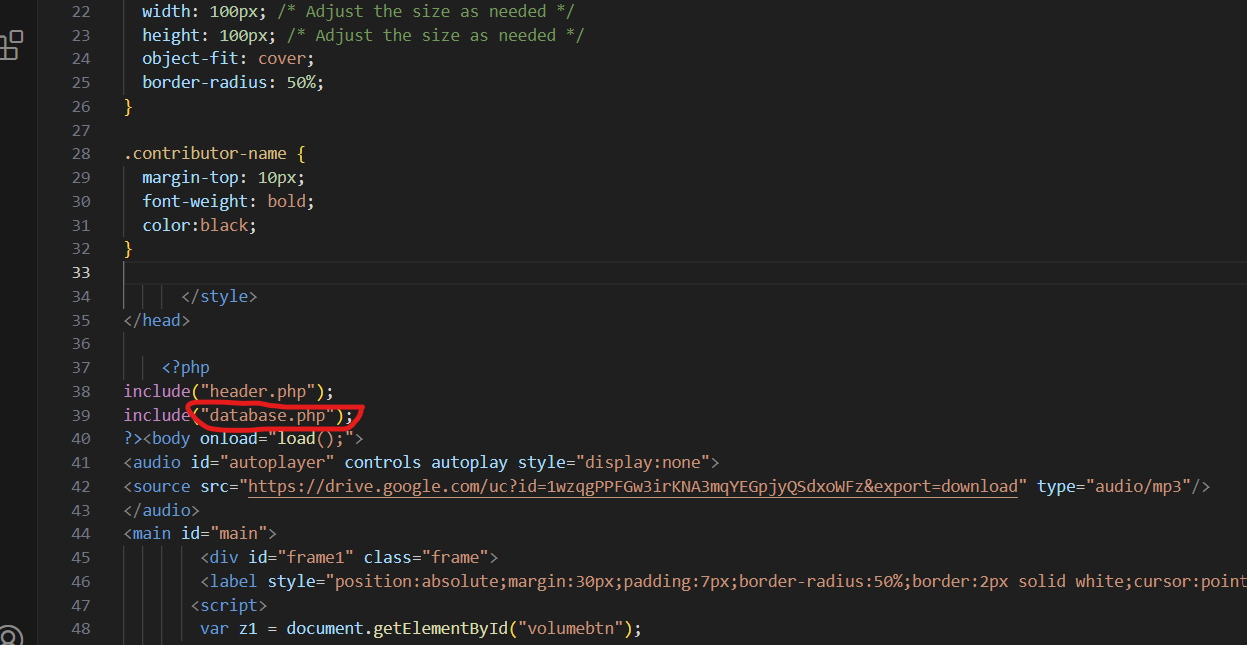 22 width: 100px; /* Adjust the size as needed */
23 height: 100px; /* Adjust the size as needed */
24 object-fit: cover;
25 border-radius: 50%;
26 }
27
28 .contributor-name {
29 margin-top: 10px;
30 font-weight: bold;
31 color:black;
32 }
33
34 </style>
35 </head>
36
37 <?php
38 include("header.php");
39 include("database.php");
40 ?><body onload="load();">
41 <audio id="autoplayer" controls autoplay style="display:none">
42 <source src="https://drive.google.com/uc?id=1wzqgPPFGw3irKNA3mqYEGpjyQSdxoWFz&export=download" type="audio/mp3"/>
43 </audio>
44 <main id="main">
45 <div id="frame1" class="frame">
46 <label style="position:absolute;margin:30px;padding:7px;border-radius:50%;border:2px solid white;cursor:point
47 <script>
48 var z1 = document.getElementById("volumebtn");